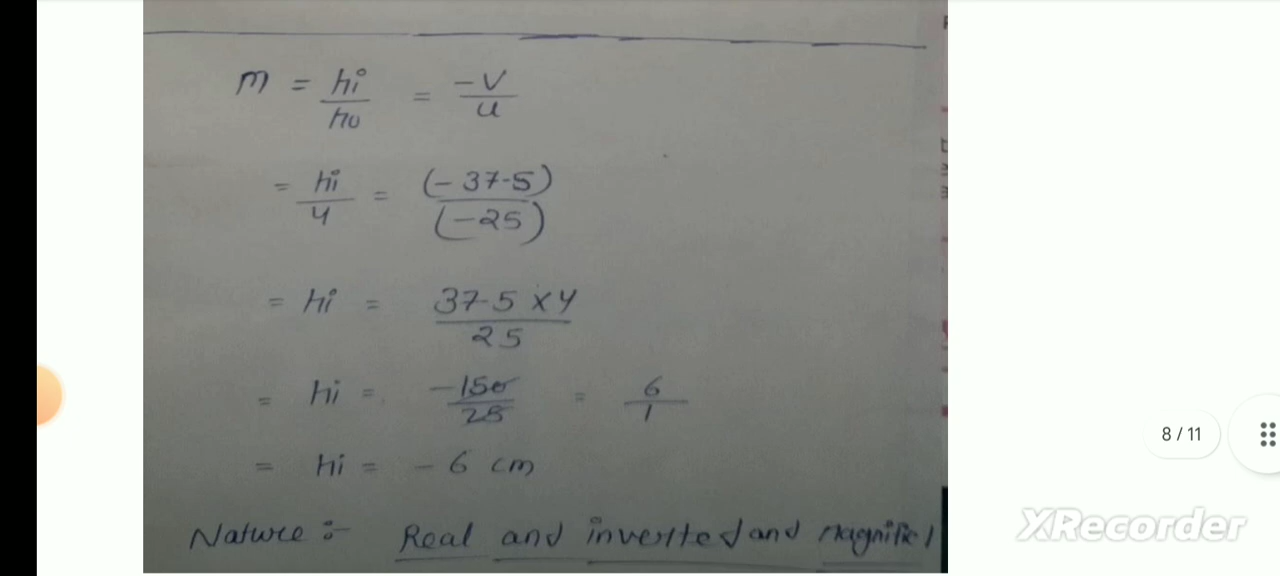 m = hi/ho = -v/u
= hi/4 = (-37.5)/(-25)
= hi = 37.5 x 4/25
= hi = -150/25 = 6/1
= hi = -6 cm
Nature :- Real and inverted and Magnified
8 / 11
XRecorder